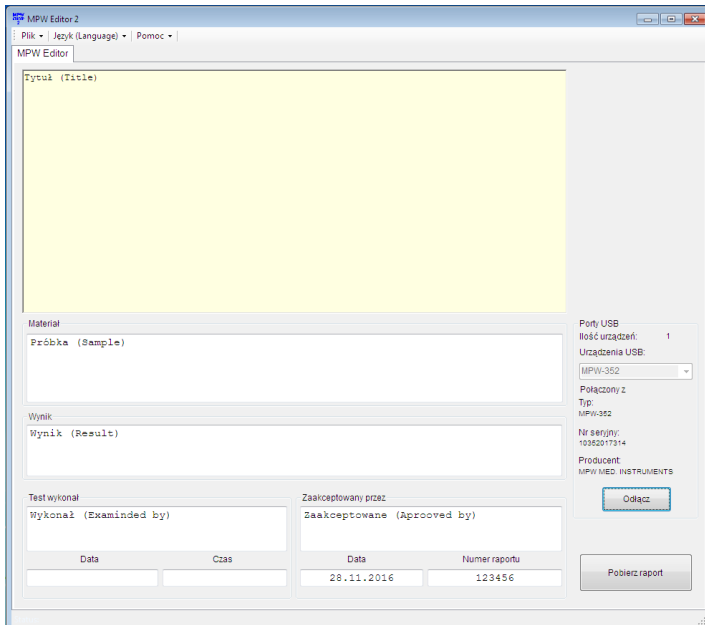 MPW Editor 2
Plik Język (Language) Pomoc
MPW Editor
Tytuł (Title)
Materiał
Próbka (Sample)
Wynik
Wynik (Result)
Test wykonał
Wykonał (Examinded by)
Data Czas
Zaakceptowany przez
Zaakceptowane (Aprooved by)
Data Numer raportu
28.11.2016 123456
Porty USB
Ilość urządzeń: 1
Urządzenia USB:
MPW-352
Połączony z
Typ:
MPW-352
Nr seryjny:
10352017314
Producent:
MPW MED. INSTRUMENTS
Odłącz
Pobierz raport